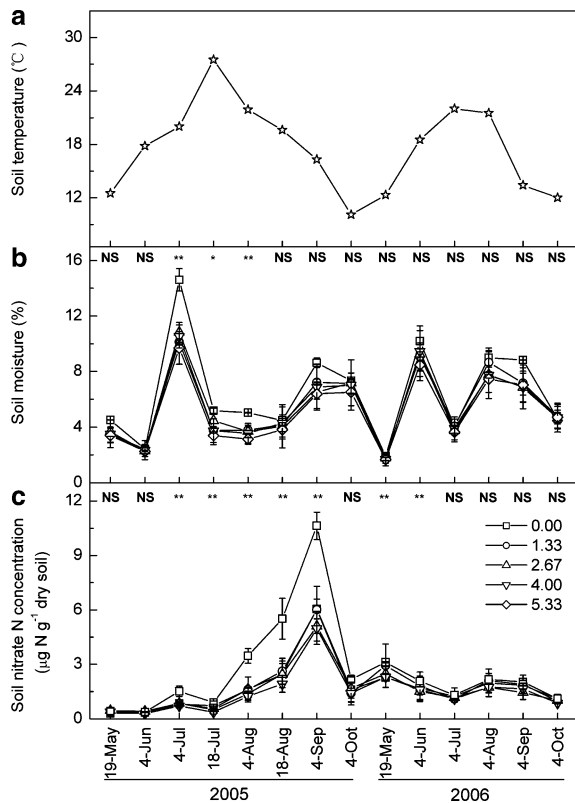 a
Soil temperature (℃)
30
24
18
12
b
NS NS ** * ** NS NS NS NS NS NS NS NS NS
Soil moisture (%)
16
12
8
4
0
c
NS NS ** ** ** ** ** NS ** ** NS NS NS NS
Soil nitrate N concentration
(μg N g⁻¹ dry soil)
12
9
6
3
0
0.00
1.33
2.67
4.00
5.33
19-May
4-Jun
4-Jul
18-Jul
4-Aug
18-Aug
4-Sep
4-Oot
19-May
4-Jun
4-Jul
4-Aug
4-Sep
4-Oct
2005
2006